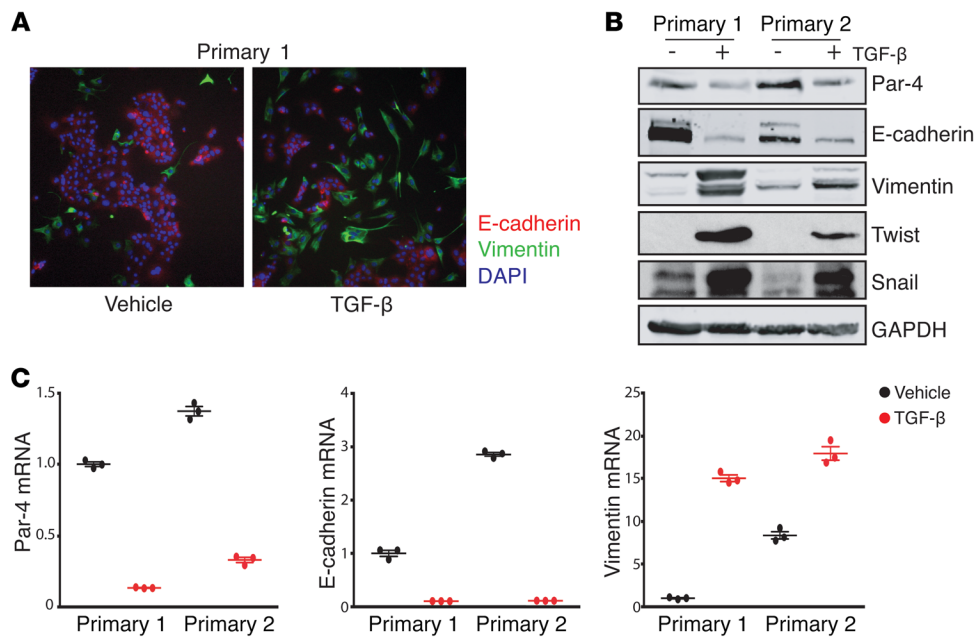 A
Primary 1
Vehicle
TGF-β
E-cadherin
Vimentin
DAPI
B
Primary 1 Primary 2
- + - + TGF-β
Par-4
E-cadherin
Vimentin
Twist
Snail
GAPDH
C
Par-4 mRNA
1.5
1.0
0.5
0
Primary 1 Primary 2
E-cadherin mRNA
4
3
2
1
0
Primary 1 Primary 2
Vimentin mRNA
25
20
15
10
5
0
Primary 1 Primary 2
Vehicle
TGF-β